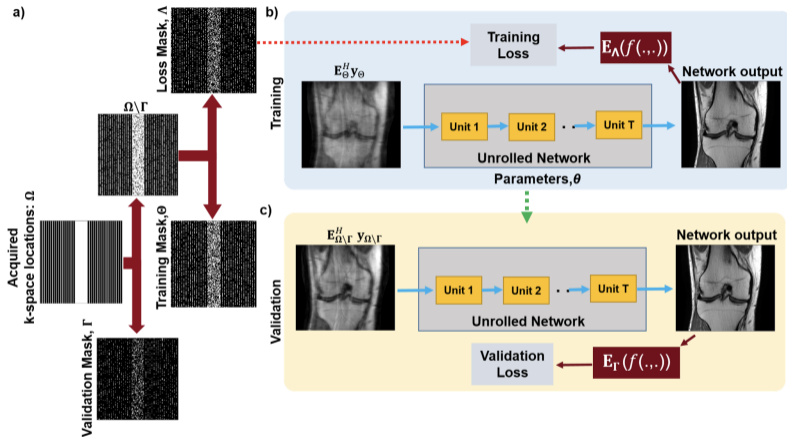 a)
Loss Mask, Λ
Ω\Γ
Acquired
k-space locations: Ω
Training Mask,Θ
Validation Mask, Γ
b)
Training
Training
Loss
E_Λ(f(.,.))
Network output
E_Θ^H y_Θ
Unit 1
Unit 2
· ·
Unit T
Unrolled Network
Parameters,θ
c)
Validation
E_{Ω\Γ}^H y_{Ω\Γ}
Network output
Unit 1
Unit 2
· ·
Unit T
Unrolled Network
Validation
Loss
E_Γ(f(.,.))